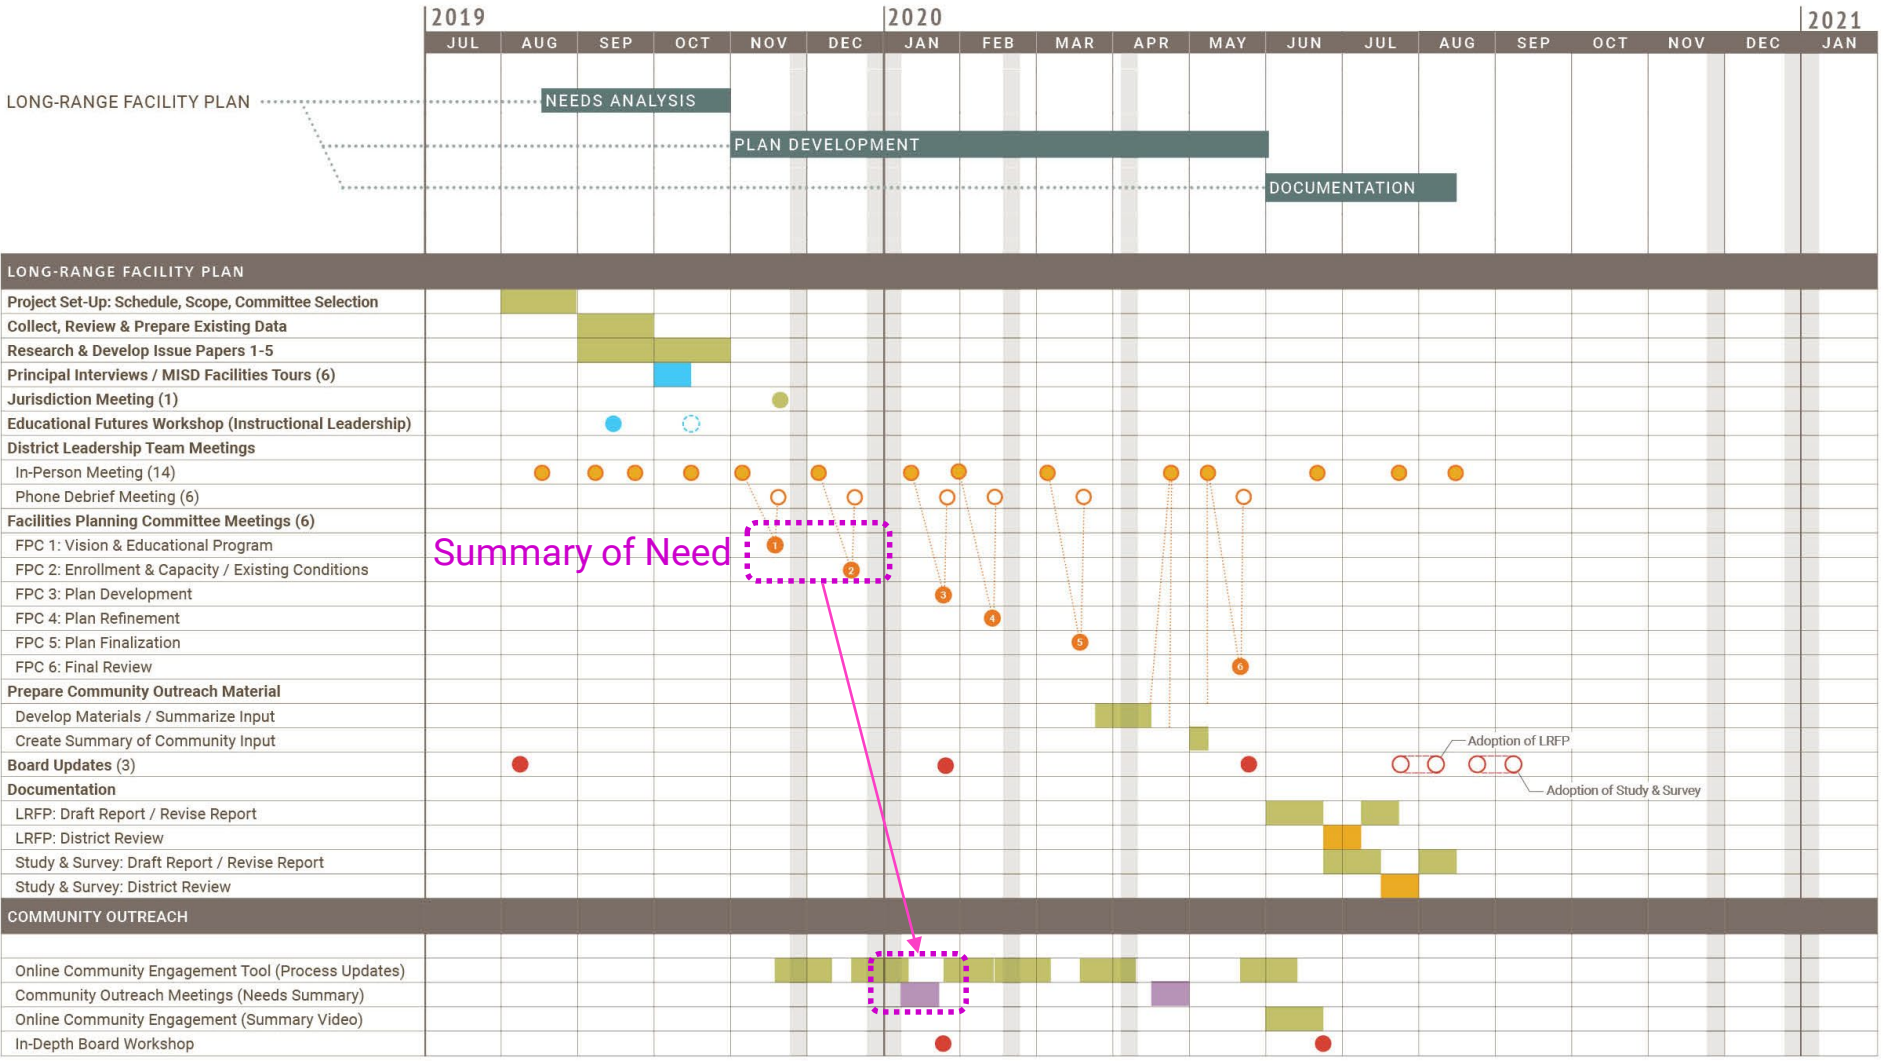 2019
2020
2021
JUL AUG SEP OCT NOV DEC JAN FEB MAR APR MAY JUN JUL AUG SEP OCT NOV DEC JAN
LONG-RANGE FACILITY PLAN
NEEDS ANALYSIS
PLAN DEVELOPMENT
DOCUMENTATION
LONG-RANGE FACILITY PLAN
Project Set-Up: Schedule, Scope, Committee Selection
Collect, Review & Prepare Existing Data
Research & Develop Issue Papers 1-5
Principal Interviews / MISD Facilities Tours (6)
Jurisdiction Meeting (1)
Educational Futures Workshop (Instructional Leadership)
District Leadership Team Meetings
In-Person Meeting (14)
Phone Debrief Meeting (6)
Facilities Planning Committee Meetings (6)
FPC 1: Vision & Educational Program
1
Summary of Need
FPC 2: Enrollment & Capacity / Existing Conditions
2
FPC 3: Plan Development
3
FPC 4: Plan Refinement
4
FPC 5: Plan Finalization
5
FPC 6: Final Review
6
Prepare Community Outreach Material
Develop Materials / Summarize Input
Create Summary of Community Input
Adoption of LRFP
Board Updates (3)
Documentation
Adoption of Study & Survey
LRFP: Draft Report / Revise Report
LRFP: District Review
Study & Survey: Draft Report / Revise Report
Study & Survey: District Review
COMMUNITY OUTREACH
Online Community Engagement Tool (Process Updates)
Community Outreach Meetings (Needs Summary)
Online Community Engagement (Summary Video)
In-Depth Board Workshop